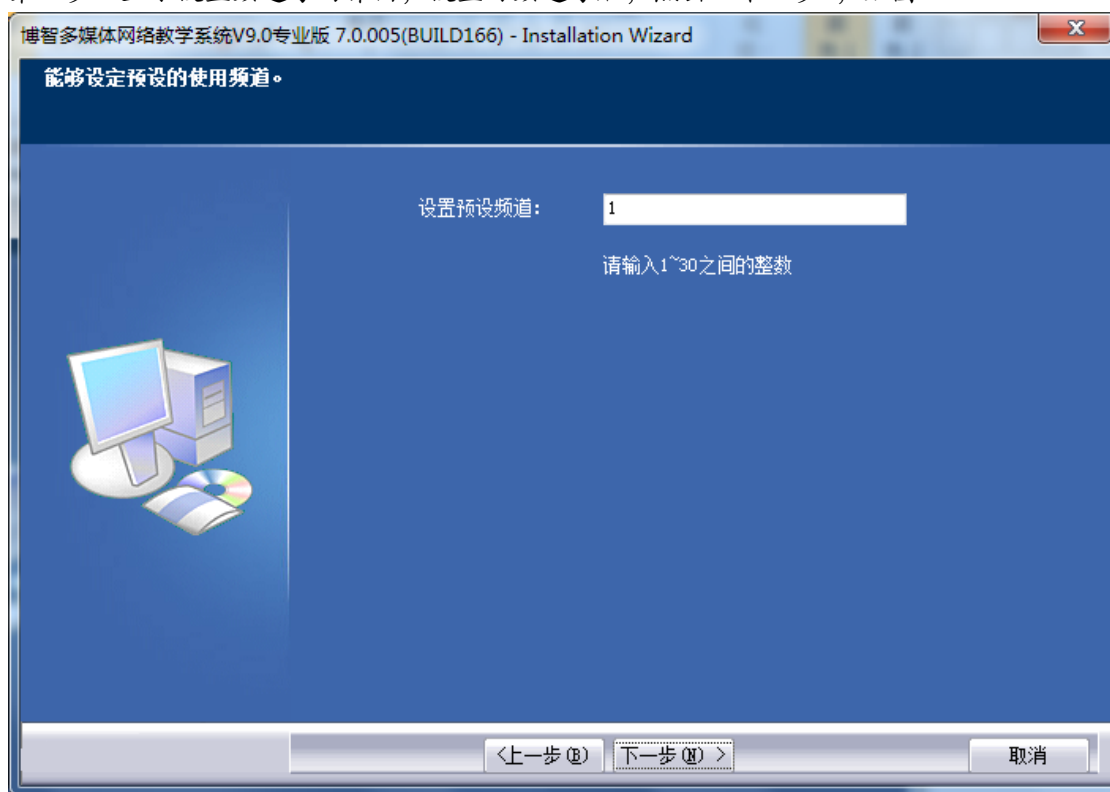 博智多媒体网络教学系统V9.0专业版 7.0.005(BUILD166) - Installation Wizard
能够设定预设的使用频道。
设置预设频道： 1
请输入1~30之间的整数
<上一步(B) 下一步(N) > 取消